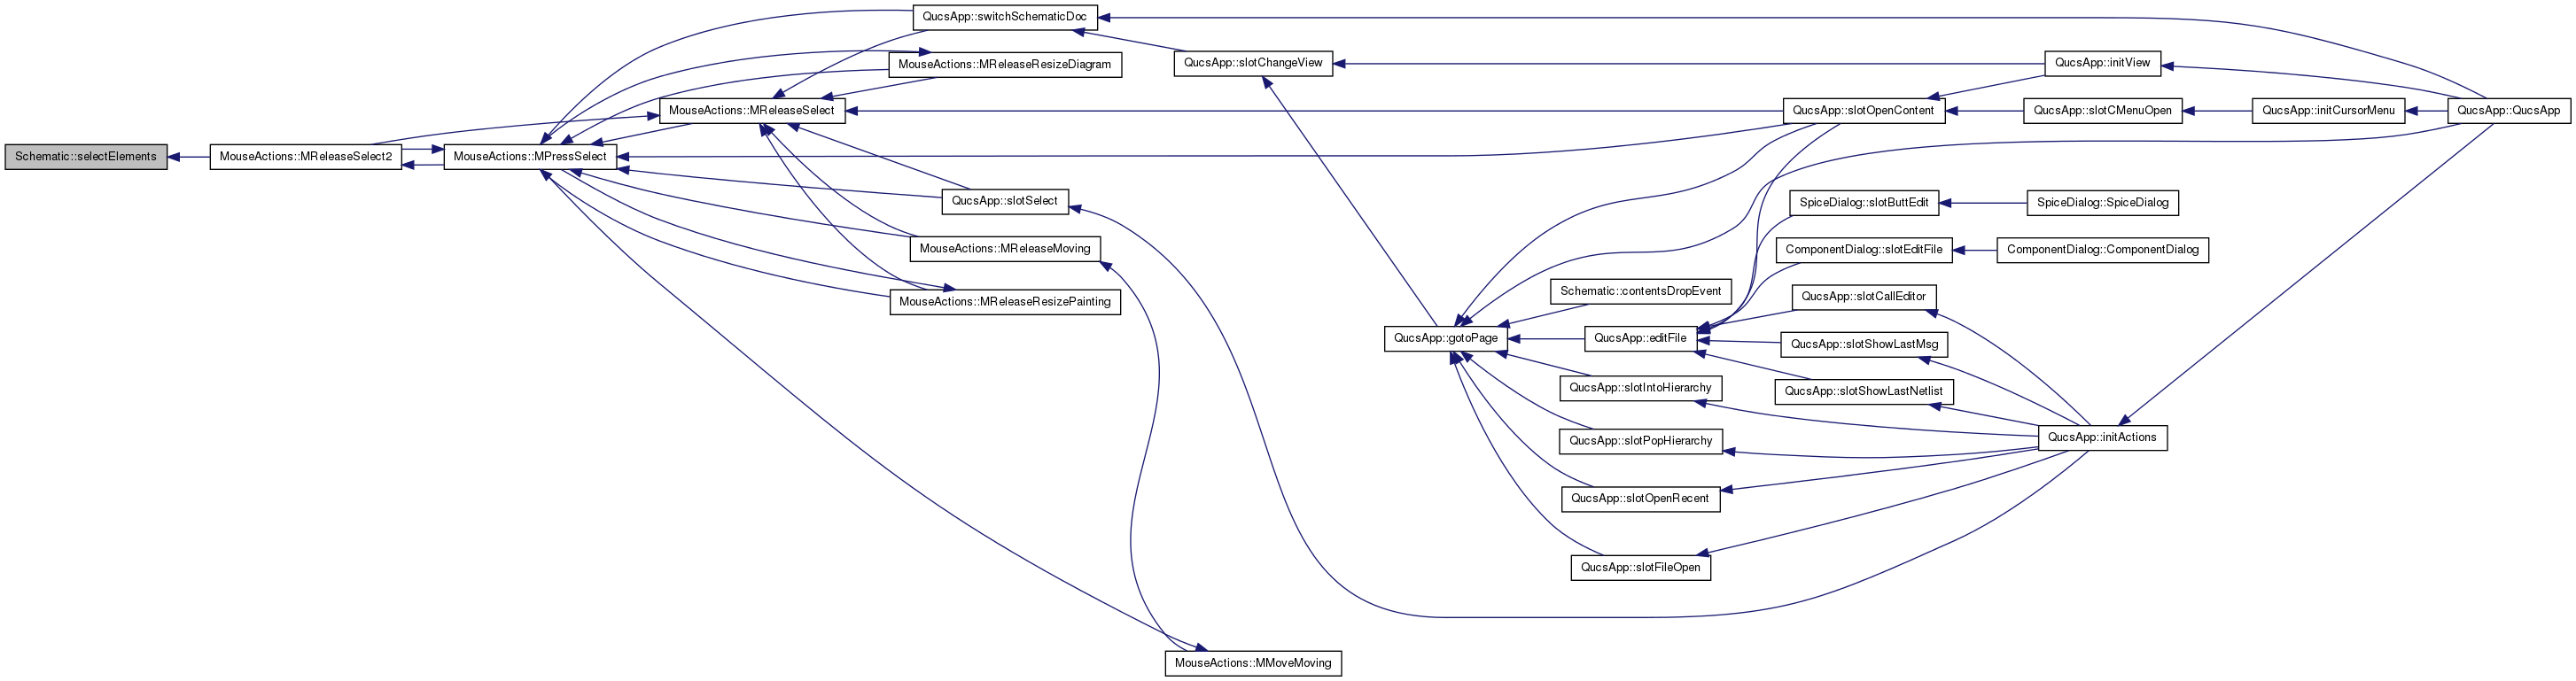 QucsApp::switchSchematicDoc
MouseActions::MReleaseResizeDiagram
QucsApp::slotChangeView
QucsApp::initView
MouseActions::MReleaseSelect
QucsApp::slotOpenContent
QucsApp::slotCMenuOpen
QucsApp::initCursorMenu
QucsApp::QucsApp
Schematic::selectElements
MouseActions::MReleaseSelect2
MouseActions::MPressSelect
QucsApp::slotSelect
SpiceDialog::slotButtEdit
SpiceDialog::SpiceDialog
MouseActions::MReleaseMoving
ComponentDialog::slotEditFile
ComponentDialog::ComponentDialog
MouseActions::MReleaseResizePainting
Schematic::contentsDropEvent
QucsApp::slotCallEditor
QucsApp::gotoPage
QucsApp::editFile
QucsApp::slotShowLastMsg
QucsApp::slotIntoHierarchy
QucsApp::slotShowLastNetlist
QucsApp::slotPopHierarchy
QucsApp::initActions
QucsApp::slotOpenRecent
QucsApp::slotFileOpen
MouseActions::MMoveMoving